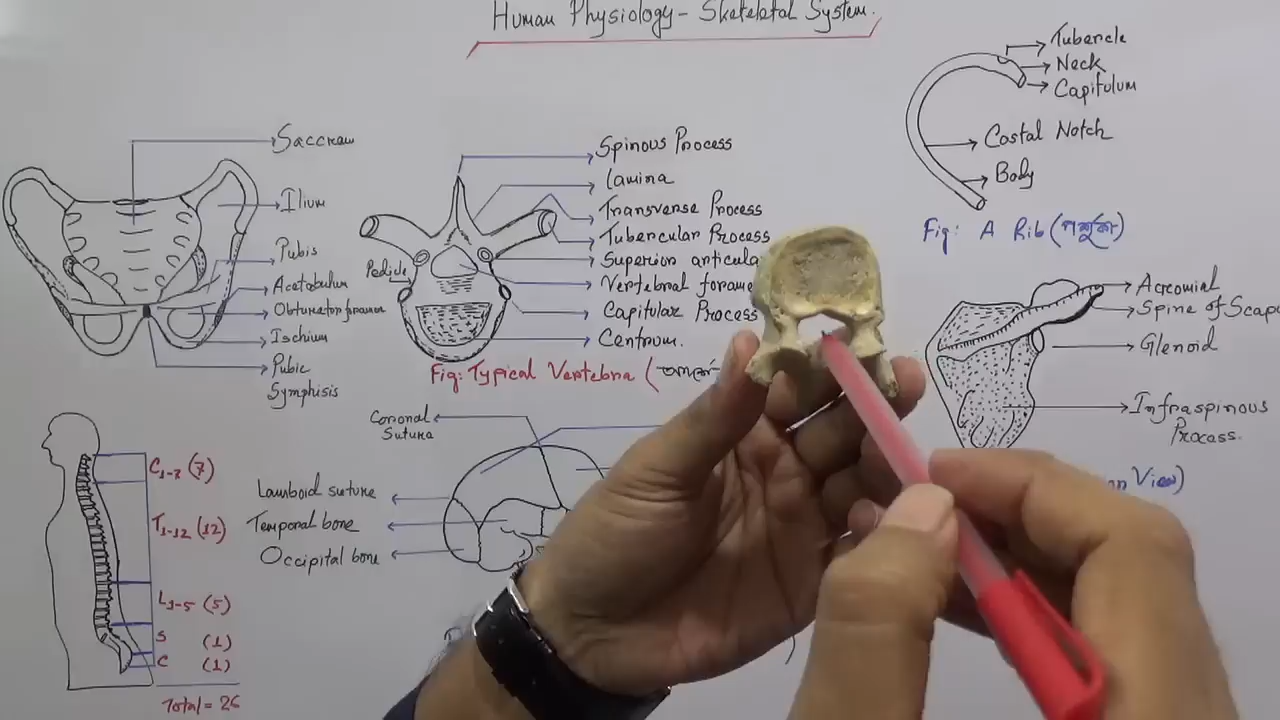 Human Physiology - Skeletal System.
Saccrum
Ilium
Pubis
Acetabulum
Obturator foramen
Ischium
Pubic
Symphisis
Spinous Process
Lamina
Transverse Process
Tubercular Process
Superior articula
Vertebral forame
Capitular Process
Centrum.
Pedicle
Fig: Typical Vertebra (
Tubercle
Neck
Capitulum
Costal Notch
Body
Fig: A Rib (পর্শুকা)
Acromial
Spine of Scap
Glenoid
Infraspinous
Process.
View)
C1-7 (7)
T1-12 (12)
L1-5 (5)
S (1)
C (1)
Total = 26
Coronal
Suture
Lamboid suture
Temporal bone
Occipital bone